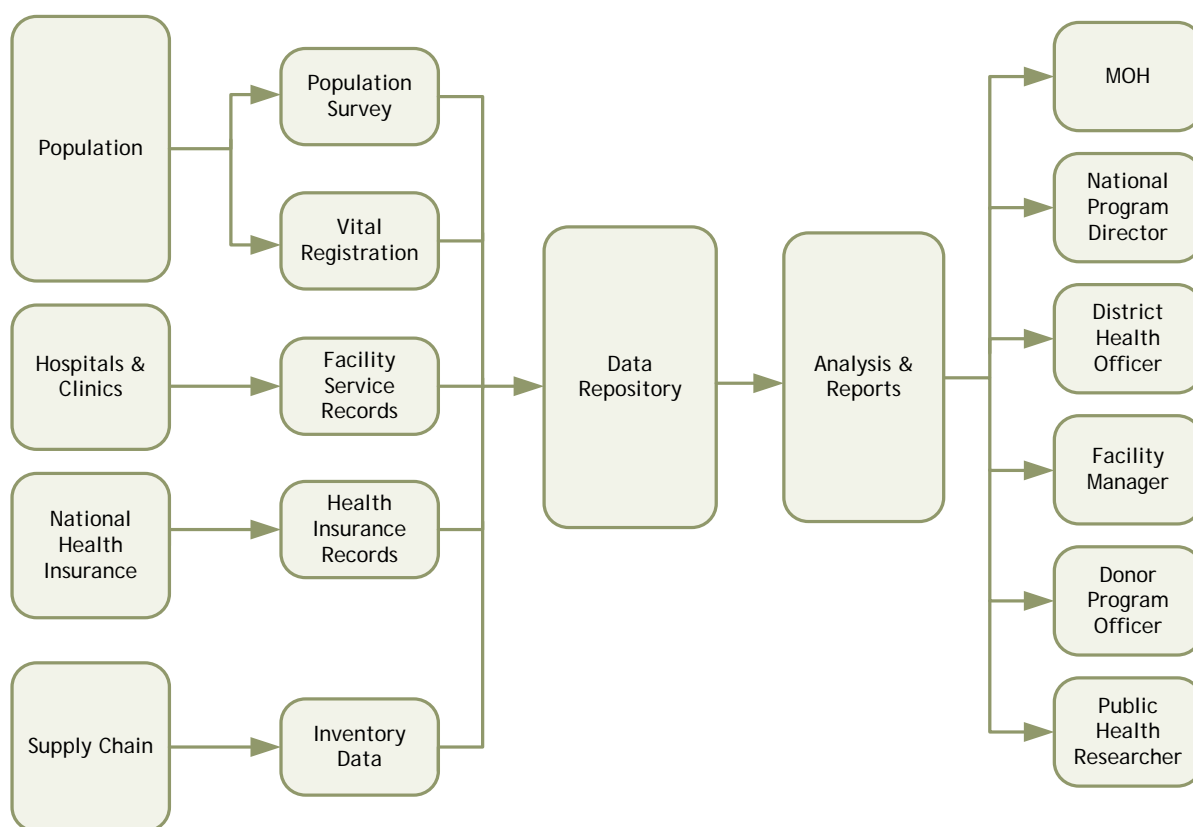 Population
Population
Survey
Vital
Registration
Hospitals &
Clinics
Facility
Service
Records
National
Health
Insurance
Health
Insurance
Records
Supply Chain
Inventory
Data
Data
Repository
Analysis &
Reports
MOH
National
Program
Director
District
Health
Officer
Facility
Manager
Donor
Program
Officer
Public
Health
Researcher